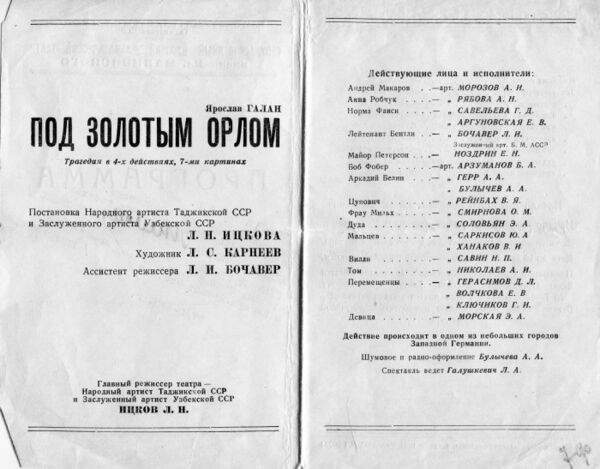 Ярослав ГАЛАН
ПОД ЗОЛОТЫМ ОРЛОМ
Трагедия в 4-х действиях, 7-ми картинах
Постановка Народного артиста Таджикской ССР
и Заслуженного артиста Узбекской ССР
Л. Н. ИЦКОВА
Художник Л. С. КАРНЕЕВ
Ассистент режиссера Л. И. БОЧАВЕР
Главный режиссер театра —
Народный артист Таджикской ССР
и Заслуженный артист Узбекской ССР
ИЦКОВ Л. Н.
Действующие лица и исполнители:
Андрей Макаров . . —арт. МОРОЗОВ А. И.
Анна Робчук . . . . — „ РЯБОВА А. Н.
Норма Фанси . . . . — „ САВЕЛЬЕВА Г. Д.
„ АРГУНОВСКАЯ Е. В.
Лейтенант Бентли . — „ БОЧАВЕР Л. И.
Заслуженный арт. Б. М. АССР
Майор Петерсон . . — „ НОЗДРИН Е. Н.
Боб Фобер . . . . —арт. АРЗУМАНОВ Б. А.
Аркадий Белин . . . — „ ГЕРР А. А.
„ БУЛЫЧЕВ А. А.
Цупович . . . . . — „ РЕЙНБАХ В. Я.
Фрау Мильх . . . . — „ СМИРНОВА О. М.
Дуда . . . . . . — „ СОЛОВЬЯН Э. А.
Мальцев . . . . . — „ САРКИСОВ Ю. А
„ ХАНАКОВ В. И
Вилли . . . . . . — „ САВИН Н. П.
Том . . . . . . . — „ НИКОЛАЕВ А. И.
Перемещенцы . . . . — „ ГЕРАСИМОВ Д. Л.
„ ВОЛЧКОВА Е. В
„ КЛЮЧИКОВ Г. И.
Девица . . . . . — „ МОРСКАЯ Э. А.
Действие происходит в одном из небольших городов
Западной Германии.
Шумовое и радио-оформление Булычева А. А.
Спектакль ведет Галушкевич Л. А.